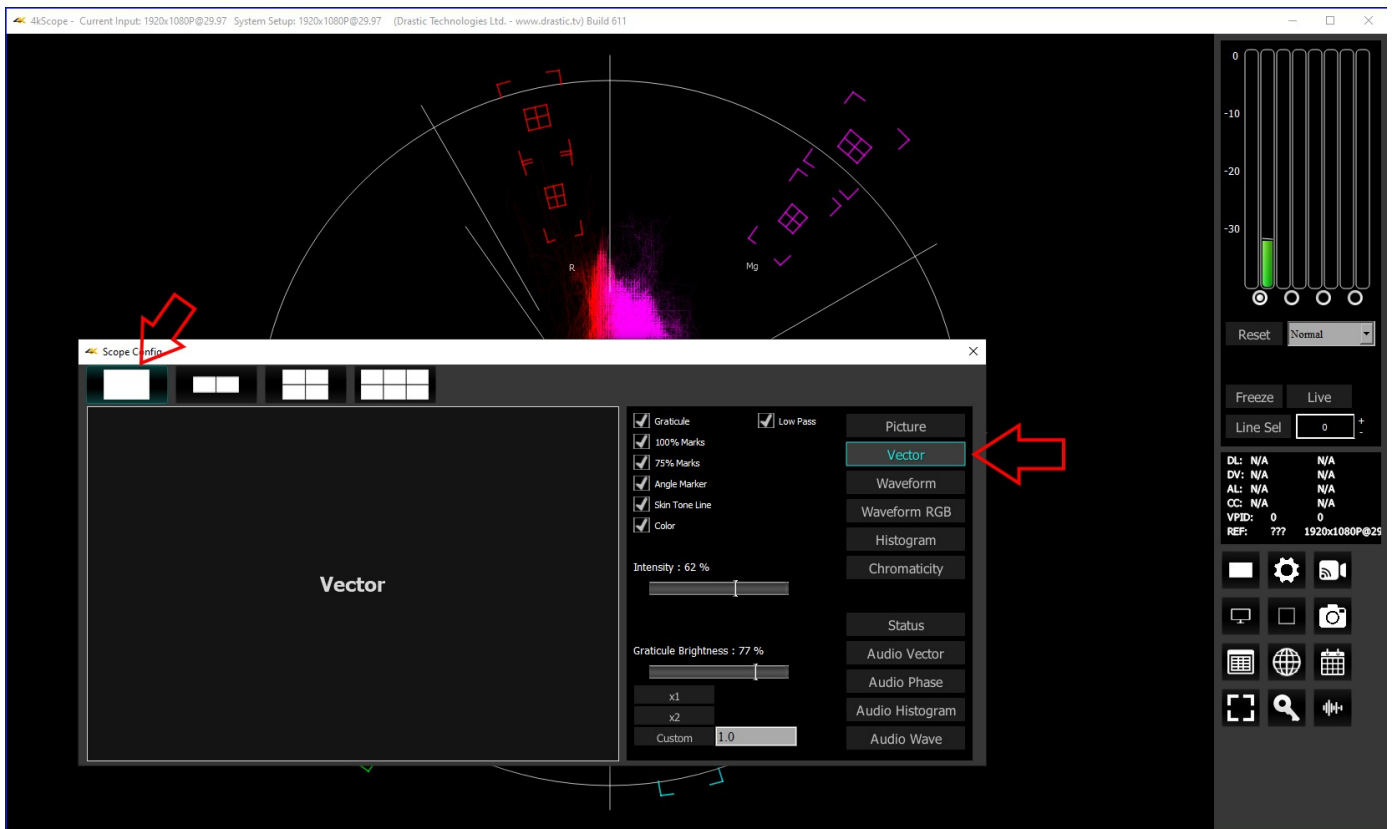 4kScope - Current Input: 1920x1080P@29.97 System Setup: 1920x1080P@29.97 (Drastic Technologies Ltd. - www.drastic.tv) Build 611
R
Mg
Scope Config
Vector
Graticule
Low Pass
100% Marks
75% Marks
Angle Marker
Skin Tone Line
Color
Intensity : 62 %
Graticule Brightness : 77 %
x1
x2
Custom 1.0
Picture
Vector
Waveform
Waveform RGB
Histogram
Chromaticity
Status
Audio Vector
Audio Phase
Audio Histogram
Audio Wave
0
-10
-20
-30
Reset Normal
Freeze Live
Line Sel 0 + -
DL: N/A N/A
DV: N/A N/A
AL: N/A N/A
CC: N/A N/A
VPID: 0 0
REF: ??? 1920x1080P@29